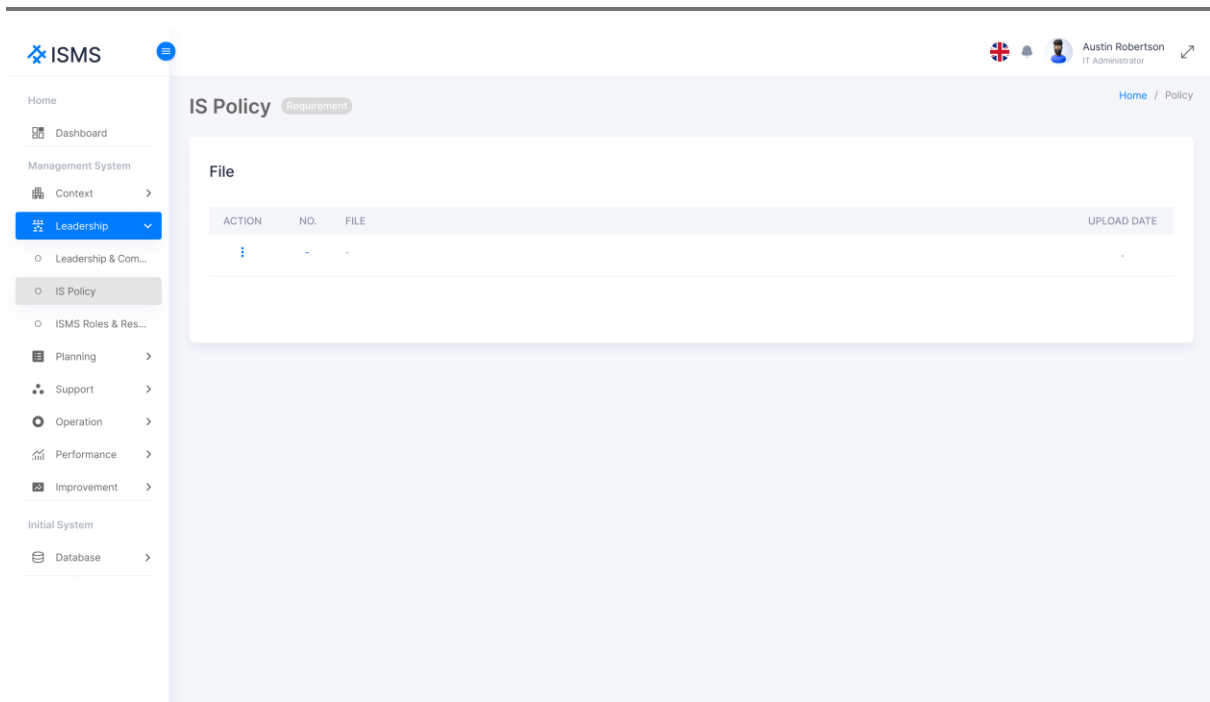 ISMS
Austin Robertson
IT Administrator
Home
Dashboard
Management System
Context
Leadership
Leadership & Com...
IS Policy
ISMS Roles & Res...
Planning
Support
Operation
Performance
Improvement
Initial System
Database
IS Policy Requirement
Home / Policy
File
ACTION NO. FILE UPLOAD DATE
- - -